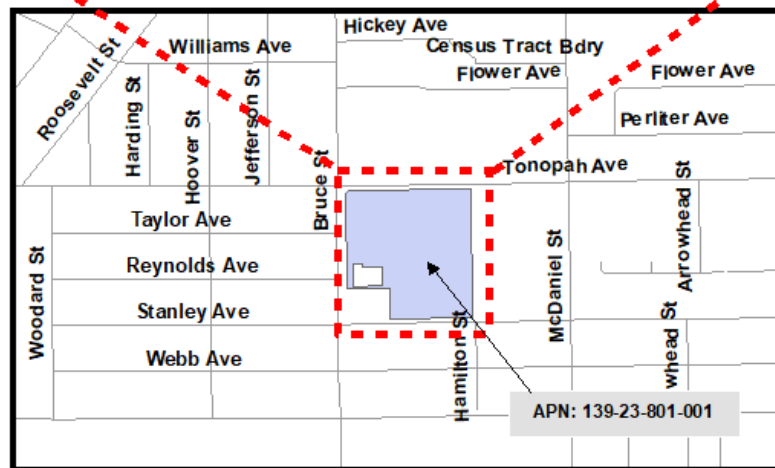 Hickey Ave
Williams Ave
Census Tract Bdry
Flower Ave
Flower Ave
Roosevelt St
Harding St
Hoover St
Jefferson St
Perliter Ave
Bruce St
Tonopah Ave
Arrowhead St
Taylor Ave
Reynolds Ave
Woodard St
McDaniel St
Stanley Ave
Webb Ave
Hamilton St
whead St
APN: 139-23-801-001